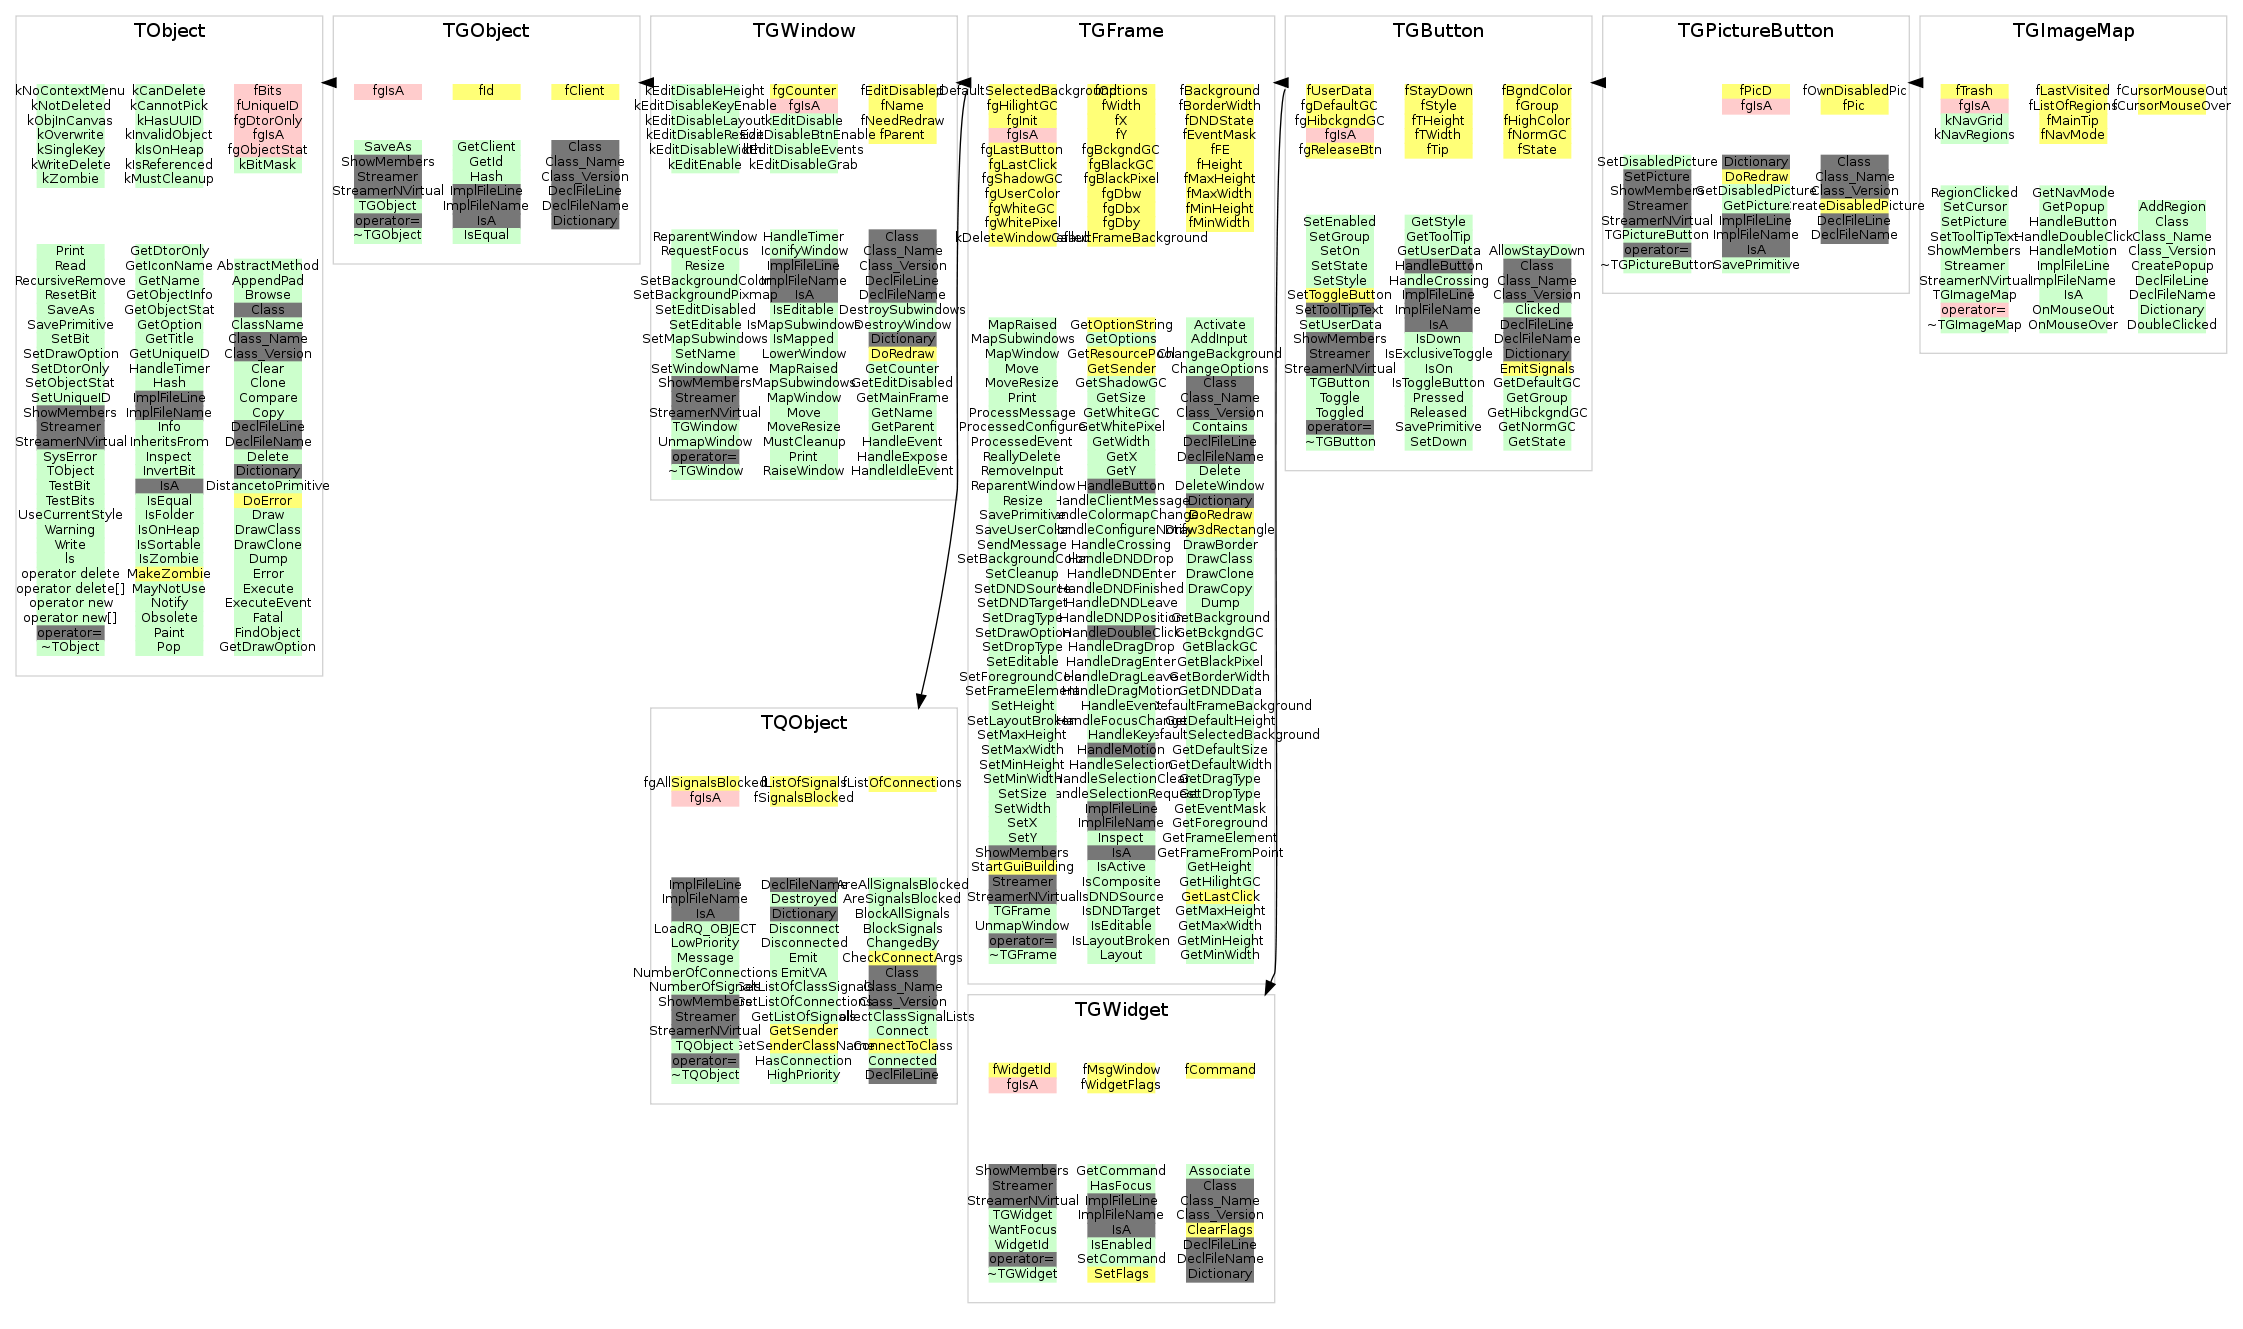 TObject
kNoContextMenu kCanDelete fBits
kNotDeleted kCannotPick fUniqueID
kObjInCanvas kHasUUID fgDtorOnly
kOverwrite kInvalidObject fgIsA
kSingleKey kIsOnHeap fgObjectStat
kWriteDelete kIsReferenced kBitMask
kZombie kMustCleanup
Print GetDtorOnly
Read GetIconName AbstractMethod
RecursiveRemove GetName AppendPad
ResetBit GetObjectInfo Browse
SaveAs GetObjectStat Class
SavePrimitive GetOption ClassName
SetBit GetTitle Class_Name
SetDrawOption GetUniqueID Class_Version
SetDtorOnly HandleTimer Clear
SetObjectStat Hash Clone
SetUniqueID ImplFileLine Compare
ShowMembers ImplFileName Copy
Streamer Info DeclFileLine
StreamerNVirtual InheritsFrom DeclFileName
SysError Inspect Delete
TObject InvertBit Dictionary
TestBit IsA DistancetoPrimitive
TestBits IsEqual DoError
UseCurrentStyle IsFolder Draw
Warning IsOnHeap DrawClass
Write IsSortable DrawClone
ls IsZombie Dump
operator delete MakeZombie Error
operator delete[] MayNotUse Execute
operator new Notify ExecuteEvent
operator new[] Obsolete Fatal
operator= Paint FindObject
~TObject Pop GetDrawOption
TGObject
fgIsA fId fClient
SaveAs GetClient Class
ShowMembers GetId Class_Name
Streamer Hash Class_Version
StreamerNVirtual ImplFileLine DeclFileLine
TGObject ImplFileName DeclFileName
operator= IsA Dictionary
~TGObject IsEqual
TGWindow
kEditDisableHeight fgCounter fEditDisabled
kEditDisableKeyEnable fgIsA fName
kEditDisableLayout kEditDisable fNeedRedraw
kEditDisableResize kEditDisableBtnEnable fParent
kEditDisableWidth kEditDisableEvents
kEditEnable kEditDisableGrab
ReparentWindow HandleTimer Class
RequestFocus IconifyWindow Class_Name
Resize ImplFileLine Class_Version
SetBackgroundColor ImplFileName DeclFileLine
SetBackgroundPixmap IsA DeclFileName
SetEditDisabled IsEditable DestroySubwindows
SetEditable IsMapSubwindows DestroyWindow
SetMapSubwindows IsMapped Dictionary
SetName LowerWindow DoRedraw
SetWindowName MapRaised GetCounter
ShowMembers MapSubwindows GetEditDisabled
Streamer MapWindow GetMainFrame
StreamerNVirtual Move GetName
TGWindow MoveResize GetParent
UnmapWindow MustCleanup HandleEvent
operator= Print HandleExpose
~TGWindow RaiseWindow HandleIdleEvent
TGFrame
fgDefaultSelectedBackground fOptions fBackground
fgHilightGC fWidth fBorderWidth
fgInit fX fDNDState
fgIsA fY fEventMask
fgLastButton fgBckgndGC fFE
fgLastClick fgBlackGC fHeight
fgShadowGC fgBlackPixel fMaxHeight
fgUserColor fgDbw fMaxWidth
fgWhiteGC fgDbx fMinHeight
fgWhitePixel fgDby fMinWidth
kDeleteWindowCalled fgDefaultFrameBackground
MapRaised GetOptionString Activate
MapSubwindows GetOptions AddInput
MapWindow GetResourcePool ChangeBackground
Move GetSender ChangeOptions
MoveResize GetShadowGC Class
Print GetSize Class_Name
ProcessMessage GetWhiteGC Class_Version
ProcessedConfigure GetWhitePixel Contains
ProcessedEvent GetWidth DeclFileLine
ReallyDelete GetX DeclFileName
RemoveInput GetY Delete
ReparentWindow HandleButton DeleteWindow
Resize HandleClientMessage Dictionary
SavePrimitive HandleColormapChange DoRedraw
SaveUserColor HandleConfigureNotify Draw3dRectangle
SendMessage HandleCrossing DrawBorder
SetBackgroundColor HandleDNDDrop DrawClass
SetCleanup HandleDNDEnter DrawClone
SetDNDSource HandleDNDFinished DrawCopy
SetDNDTarget HandleDNDLeave Dump
SetDragType HandleDNDPosition GetBackground
SetDrawOption HandleDoubleClick GetBckgndGC
SetDropType HandleDragDrop GetBlackGC
SetEditable HandleDragEnter GetBlackPixel
SetForegroundColor HandleDragLeave GetBorderWidth
SetFrameElement HandleDragMotion GetDNDData
SetHeight HandleEvent GetDefaultFrameBackground
SetLayoutBroken HandleFocusChange GetDefaultHeight
SetMaxHeight HandleKey GetDefaultSelectedBackground
SetMaxWidth HandleMotion GetDefaultSize
SetMinHeight HandleSelection GetDefaultWidth
SetMinWidth HandleSelectionClear GetDragType
SetSize HandleSelectionRequest GetDropType
SetWidth ImplFileLine GetEventMask
SetX ImplFileName GetForeground
SetY Inspect GetFrameElement
ShowMembers IsA GetFrameFromPoint
StartGuiBuilding IsActive GetHeight
Streamer IsComposite GetHilightGC
StreamerNVirtual IsDNDSource GetLastClick
TGFrame IsDNDTarget GetMaxHeight
UnmapWindow IsEditable GetMaxWidth
operator= IsLayoutBroken GetMinHeight
~TGFrame Layout GetMinWidth
TGButton
fUserData fStayDown fBgndColor
fgDefaultGC fStyle fGroup
fgHibckgndGC fTHeight fHighColor
fgIsA fTWidth fNormGC
fgReleaseBtn fTip fState
SetEnabled GetStyle
SetGroup GetToolTip
SetOn GetUserData AllowStayDown
SetState HandleButton Class
SetStyle HandleCrossing Class_Name
SetToggleButton ImplFileLine Class_Version
SetToolTipText ImplFileName Clicked
SetUserData IsA DeclFileLine
ShowMembers IsDown DeclFileName
Streamer IsExclusiveToggle Dictionary
StreamerNVirtual IsOn EmitSignals
TGButton IsToggleButton GetDefaultGC
Toggle Pressed GetGroup
Toggled Released GetHibckgndGC
operator= SavePrimitive GetNormGC
~TGButton SetDown GetState
TGPictureButton
fPicD fOwnDisabledPic
fgIsA fPic
SetDisabledPicture Dictionary Class
SetPicture DoRedraw Class_Name
ShowMembers GetDisabledPicture Class_Version
Streamer GetPicture CreateDisabledPicture
StreamerNVirtual ImplFileLine DeclFileLine
TGPictureButton ImplFileName DeclFileName
operator= IsA
~TGPictureButton SavePrimitive
TGImageMap
fTrash fLastVisited fCursorMouseOut
fgIsA fListOfRegions fCursorMouseOver
kNavGrid fMainTip
kNavRegions fNavMode
RegionClicked GetNavMode
SetCursor GetPopup AddRegion
SetPicture HandleButton Class
SetToolTipText HandleDoubleClick Class_Name
ShowMembers HandleMotion Class_Version
Streamer ImplFileLine CreatePopup
StreamerNVirtual ImplFileName DeclFileLine
TGImageMap IsA DeclFileName
operator= OnMouseOut Dictionary
~TGImageMap OnMouseOver DoubleClicked
TQObject
fgAllSignalsBlocked fListOfSignals fListOfConnections
fgIsA fSignalsBlocked
ImplFileLine DeclFileName AreAllSignalsBlocked
ImplFileName Destroyed AreSignalsBlocked
IsA Dictionary BlockAllSignals
LoadRQ_OBJECT Disconnect BlockSignals
LowPriority Disconnected ChangedBy
Message Emit CheckConnectArgs
NumberOfConnections EmitVA Class
NumberOfSignals GetListOfClassSignals Class_Name
ShowMembers GetListOfConnections Class_Version
Streamer GetListOfSignals CollectClassSignalLists
StreamerNVirtual GetSender Connect
TQObject GetSenderClassName ConnectToClass
operator= HasConnection Connected
~TQObject HighPriority DeclFileLine
TGWidget
fWidgetId fMsgWindow fCommand
fgIsA fWidgetFlags
ShowMembers GetCommand Associate
Streamer HasFocus Class
StreamerNVirtual ImplFileLine Class_Name
TGWidget ImplFileName Class_Version
WantFocus IsA ClearFlags
WidgetId IsEnabled DeclFileLine
operator= SetCommand DeclFileName
~TGWidget SetFlags Dictionary